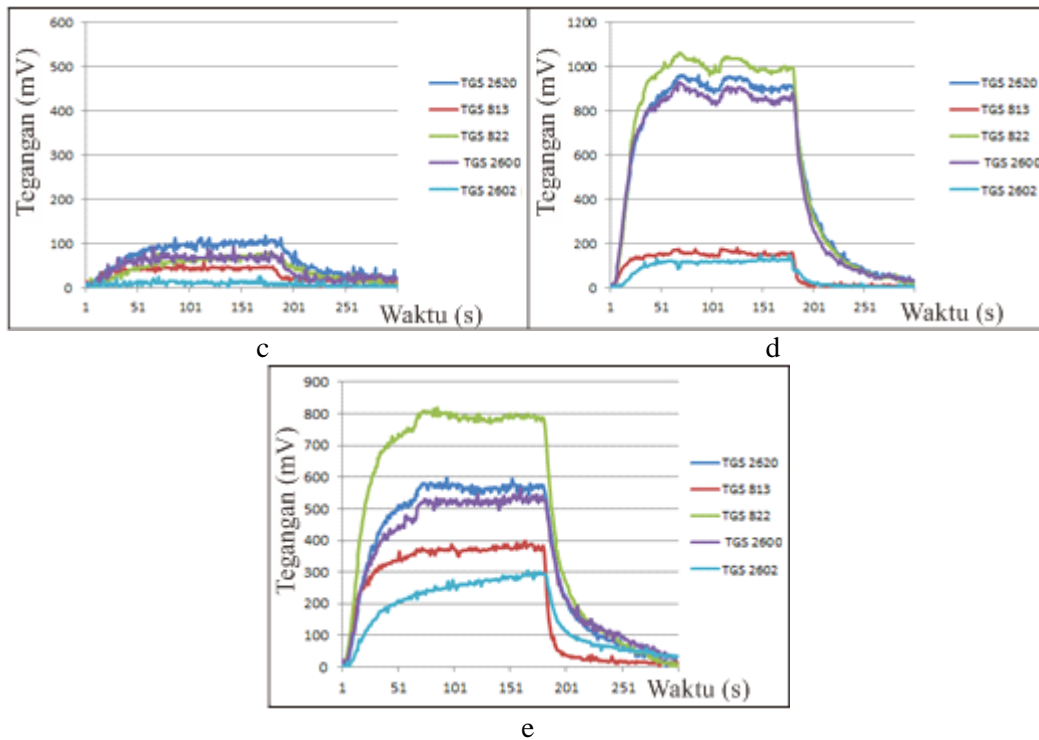 600
500
400
300
200
100
0
Tegangan (mV)
1 51 101 151 201 251
Waktu (s)
TGS 2620
TGS 813
TGS 822
TGS 2600
TGS 2602
c
1200
1000
800
600
400
200
0
Tegangan (mV)
1 51 101 151 201 251
Waktu (s)
TGS 2620
TGS 813
TGS 822
TGS 2600
TGS 2602
d
900
800
700
600
500
400
300
200
100
0
Tegangan (mV)
1 51 101 151 201 251
Waktu (s)
TGS 2620
TGS 813
TGS 822
TGS 2600
TGS 2602
e